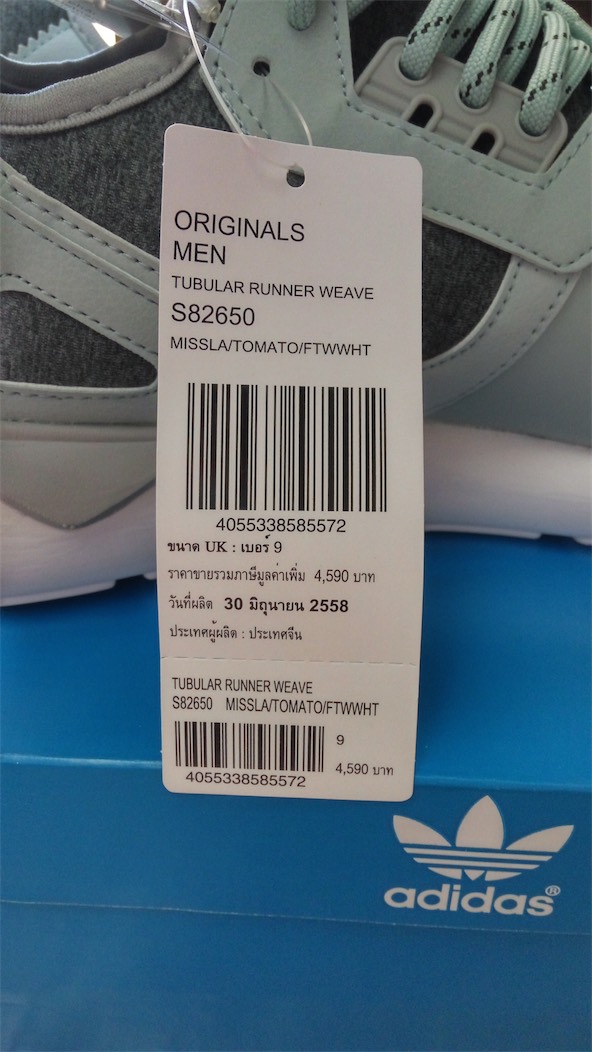 ORIGINALS
MEN
TUBULAR RUNNER WEAVE
S82650
MISSLA/TOMATO/FTWWHT
4055338585572
ขนาด UK : เบอร์ 9
ราคาขายรวมภาษีมูลค่าเพิ่ม 4,590 บาท
วันที่ผลิต 30 มิถุนายน 2558
ประเทศผู้ผลิต : ประเทศจีน
TUBULAR RUNNER WEAVE
S82650 MISSLA/TOMATO/FTWWHT
9
4055338585572
4,590 บาท
adidas®